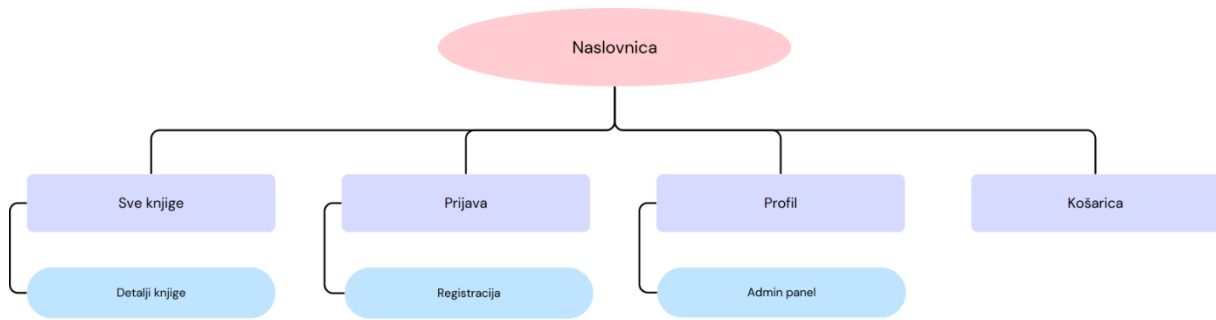 Naslovnica
Sve knjige
Prijava
Profil
Košarica
Detalji knjige
Registracija
Admin panel